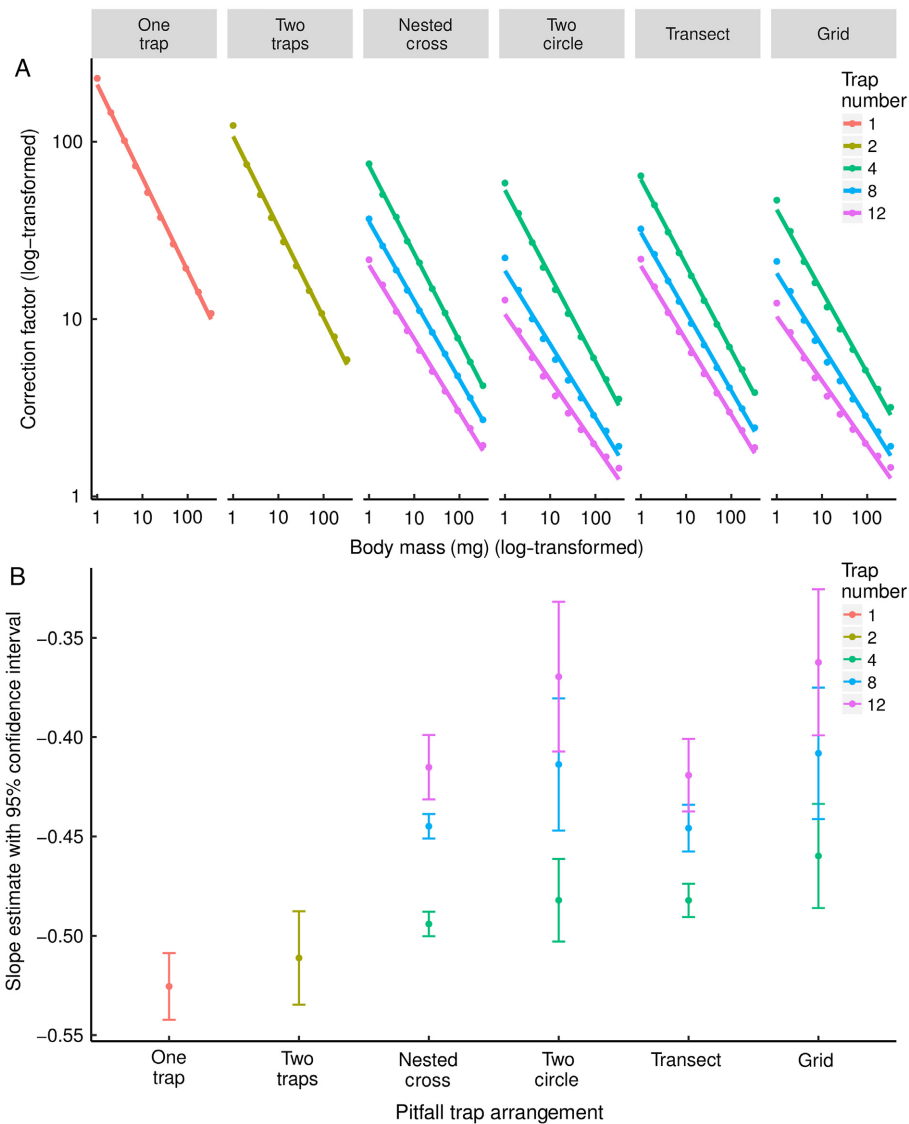 One
trap
Two
traps
Nested
cross
Two
circle
Transect
Grid
A
Correction factor (log−transformed)
100
10
1
Trap
number
1
2
4
8
12
1 10 100
1 10 100
1 10 100
1 10 100
1 10 100
1 10 100
Body mass (mg) (log−transformed)
B
Slope estimate with 95% confidence interval
−0.35
−0.40
−0.45
−0.50
−0.55
Trap
number
1
2
4
8
12
One
trap
Two
traps
Nested
cross
Two
circle
Transect
Grid
Pitfall trap arrangement